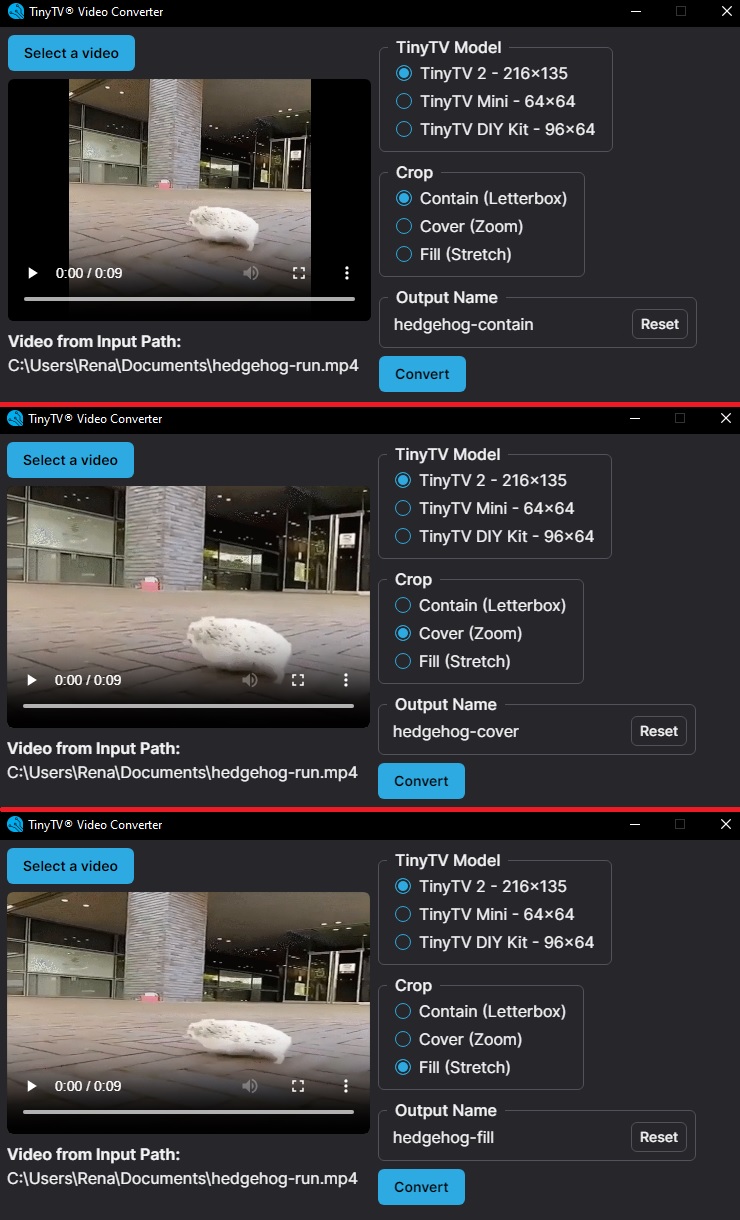 TinyTV® Video Converter
Select a video
0:00 / 0:09
Video from Input Path:
C:\Users\Rena\Documents\hedgehog-run.mp4
TinyTV Model
TinyTV 2 - 216×135
TinyTV Mini - 64×64
TinyTV DIY Kit - 96×64
Crop
Contain (Letterbox)
Cover (Zoom)
Fill (Stretch)
Output Name
hedgehog-contain Reset
Convert
TinyTV® Video Converter
Select a video
0:00 / 0:09
Video from Input Path:
C:\Users\Rena\Documents\hedgehog-run.mp4
TinyTV Model
TinyTV 2 - 216×135
TinyTV Mini - 64×64
TinyTV DIY Kit - 96×64
Crop
Contain (Letterbox)
Cover (Zoom)
Fill (Stretch)
Output Name
hedgehog-cover Reset
Convert
TinyTV® Video Converter
Select a video
0:00 / 0:09
Video from Input Path:
C:\Users\Rena\Documents\hedgehog-run.mp4
TinyTV Model
TinyTV 2 - 216×135
TinyTV Mini - 64×64
TinyTV DIY Kit - 96×64
Crop
Contain (Letterbox)
Cover (Zoom)
Fill (Stretch)
Output Name
hedgehog-fill Reset
Convert